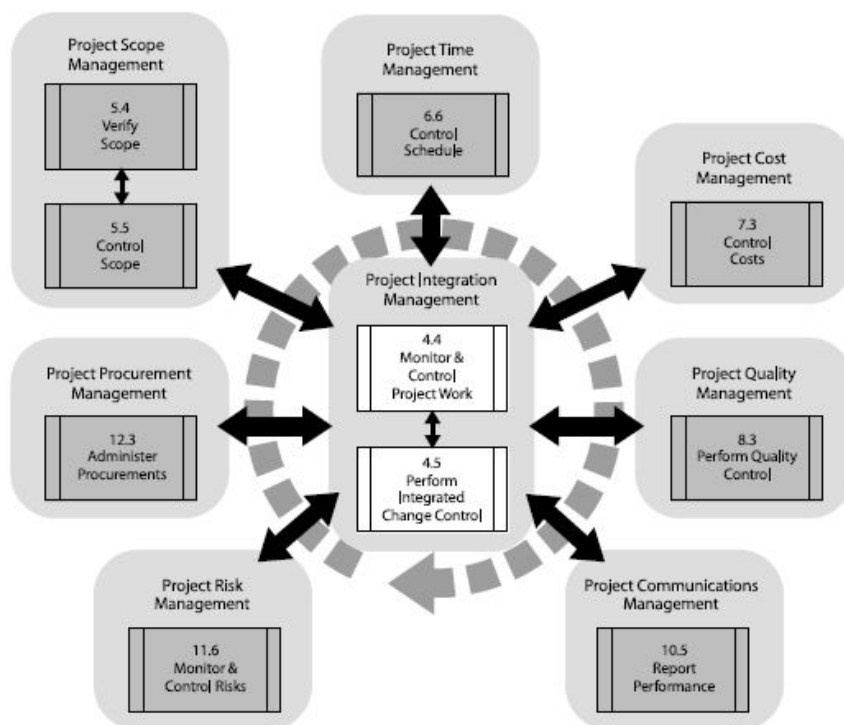 Project Scope
Management
5.4
Verify
Scope
5.5
Control
Scope
Project Time
Management
6.6
Control
Schedule
Project Cost
Management
7.3
Control
Costs
Project Integration
Management
4.4
Monitor &
Control
Project Work
4.5
Perform
Integrated
Change Control
Project Procurement
Management
12.3
Administer
Procurements
Project Quality
Management
8.3
Perform Quality
Control
Project Risk
Management
11.6
Monitor &
Control Risks
Project Communications
Management
10.5
Report
Performance